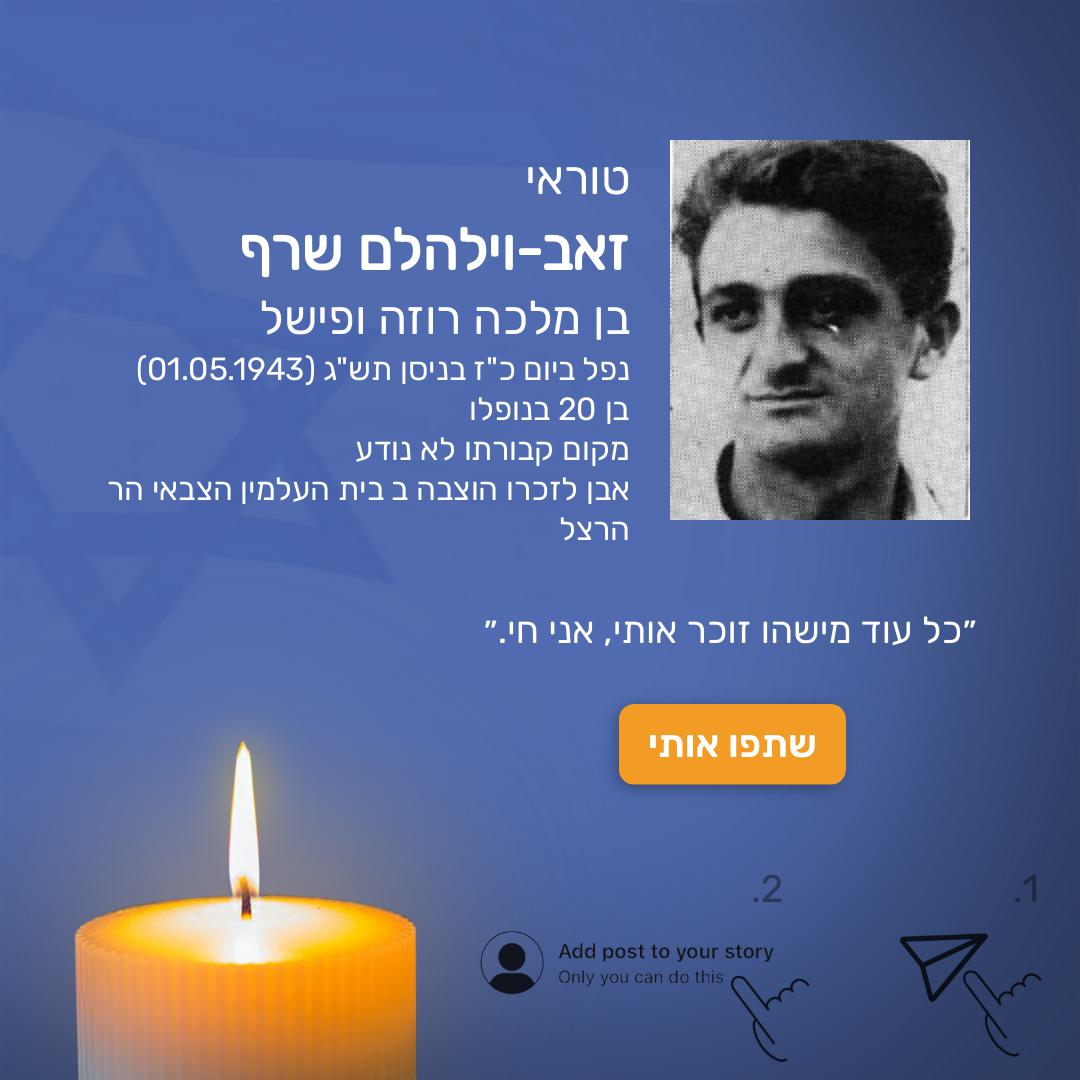 טוראי
זאב-וילהלם שרף
בן מלכה רוזה ופישל
נפל ביום כ"ז בניסן תש"ג (01.05.1943)
בן 20 בנופלו
מקום קבורתו לא נודע
אבן לזכרו הוצבה ב בית העלמין הצבאי הר
הרצל
״כל עוד מישהו זוכר אותי, אני חי.״
שתפו אותי
1.
2.
Add post to your story
Only you can do this